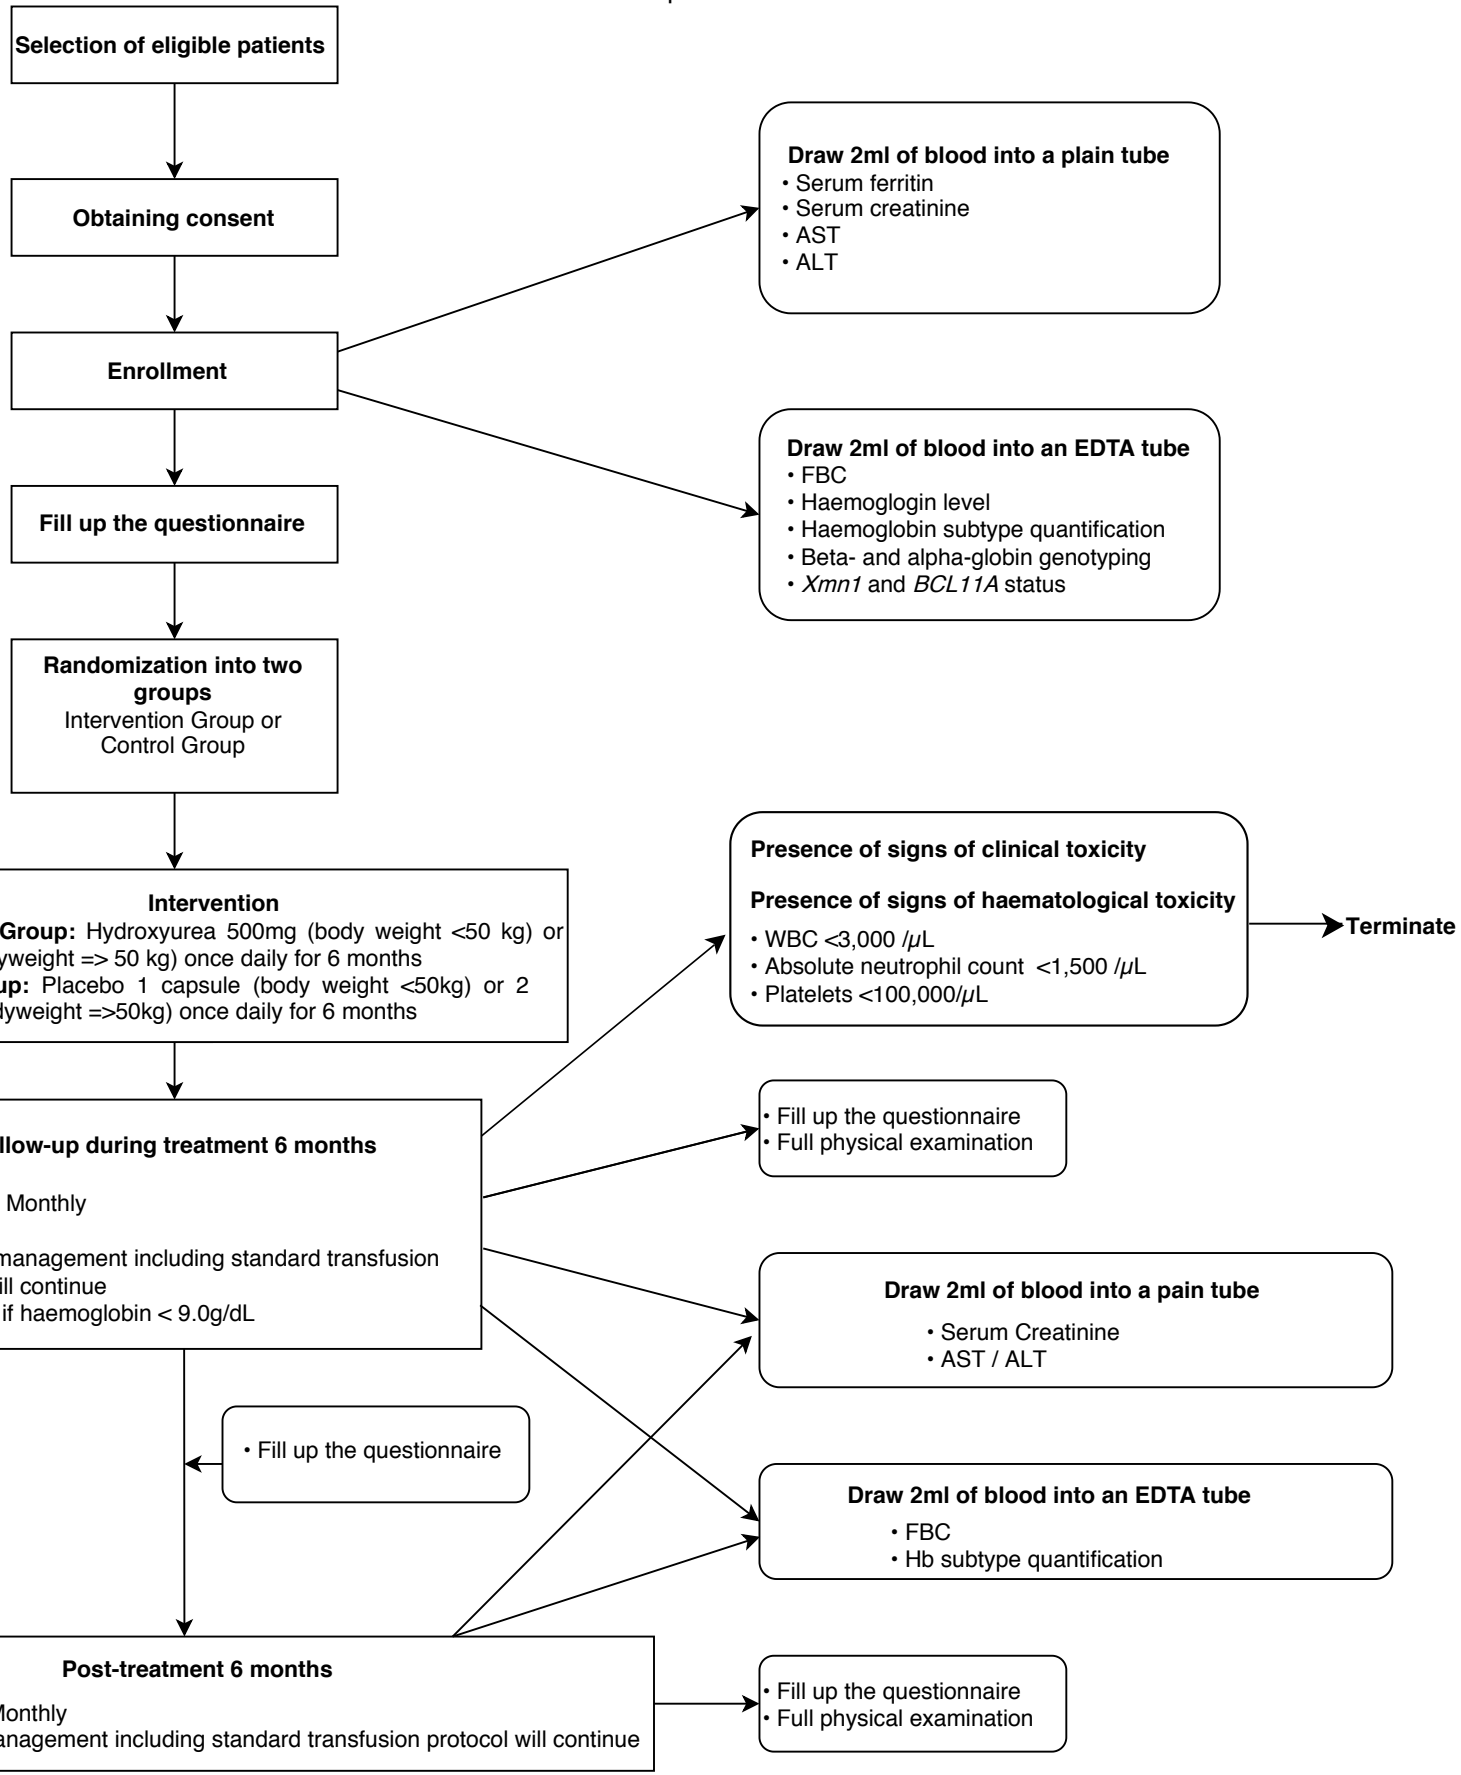 Selection of eligible patients
Obtaining consent
Enrollment
Draw 2ml of blood into a plain tube
• Serum ferritin
• Serum creatinine
• AST
• ALT
Draw 2ml of blood into an EDTA tube
• FBC
• Haemoglogin level
• Haemoglobin subtype quantification
• Beta- and alpha-globin genotyping
• Xmn1 and BCL11A status
Fill up the questionnaire
Randomization into two
groups
Intervention Group or
Control Group
Intervention
Group: Hydroxyurea 500mg (body weight <50 kg) or
yweight => 50 kg) once daily for 6 months
up: Placebo 1 capsule (body weight <50kg) or 2
dyweight =>50kg) once daily for 6 months
Presence of signs of clinical toxicity
Presence of signs of haematological toxicity
• WBC <3,000 /µL
• Absolute neutrophil count <1,500 /µL
• Platelets <100,000/µL
Terminate
llow-up during treatment 6 months
Monthly
management including standard transfusion
ill continue
if haemoglobin < 9.0g/dL
• Fill up the questionnaire
• Full physical examination
Draw 2ml of blood into a pain tube
• Serum Creatinine
• AST / ALT
• Fill up the questionnaire
Draw 2ml of blood into an EDTA tube
• FBC
• Hb subtype quantification
Post-treatment 6 months
Monthly
anagement including standard transfusion protocol will continue
• Fill up the questionnaire
• Full physical examination